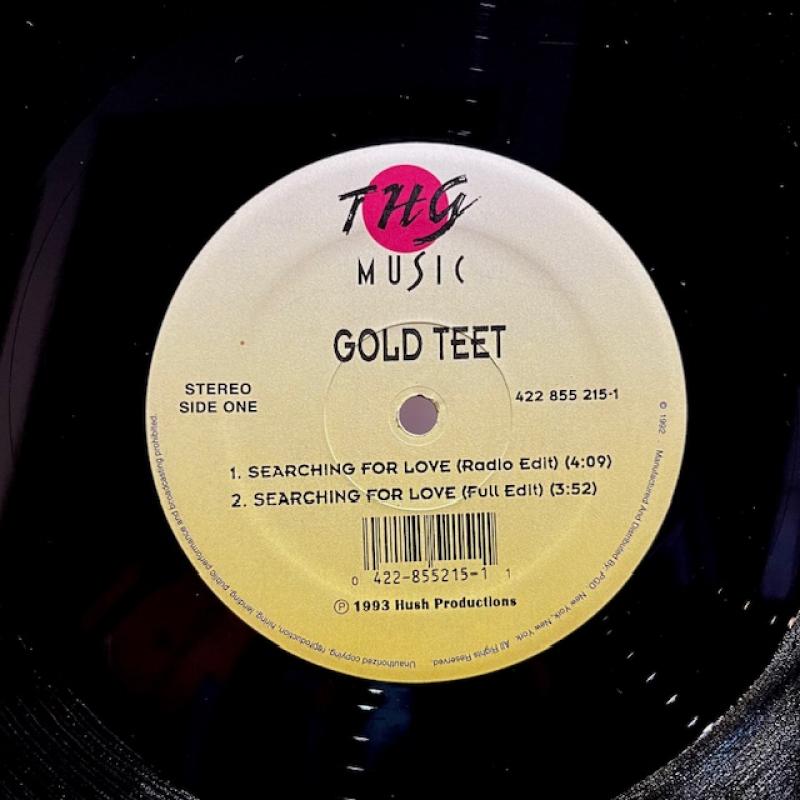 THG
MUSIC
GOLD TEET
STEREO
SIDE ONE
422 855 215-1
1. SEARCHING FOR LOVE (Radio Edit) (4:09)
2. SEARCHING FOR LOVE (Full Edit) (3:52)
0 422-855215-1 1
Ⓟ 1993 Hush Productions
© 1992 Manufactured And Distributed By: PGD. New York, New York. All Rights Reserved.
Unauthorized copying, reproduction, hiring, lending, public performance and broadcasting prohibited.